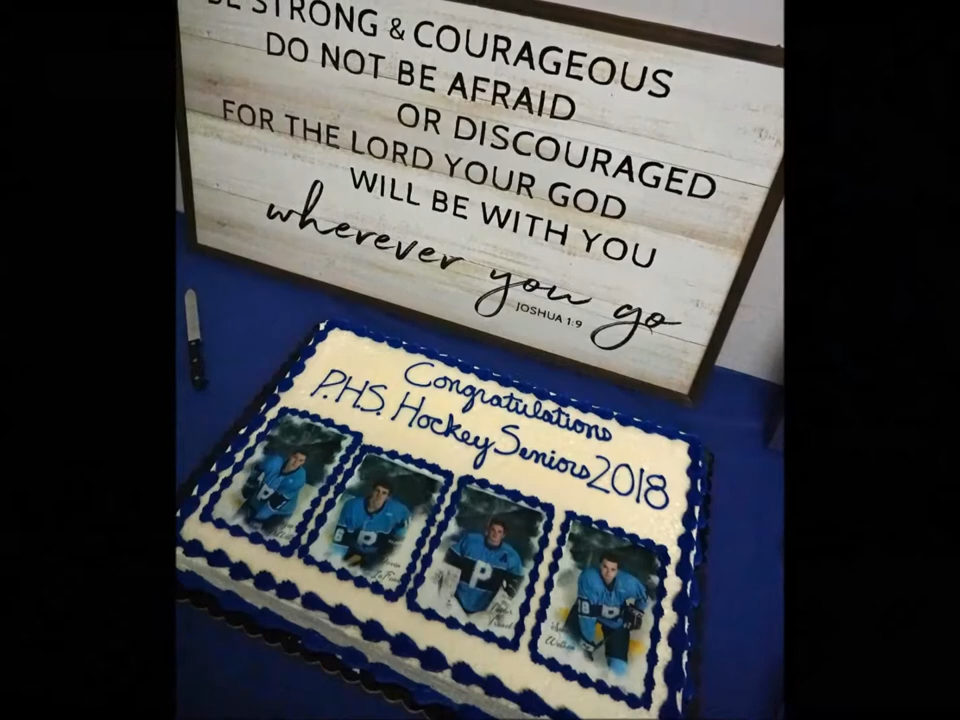 BE STRONG & COURAGEOUS
DO NOT BE AFRAID
OR DISCOURAGED
FOR THE LORD YOUR GOD
WILL BE WITH YOU
wherever you go
JOSHUA 1:9
Congratulations
P.H.S. Hockey Seniors 2018
P